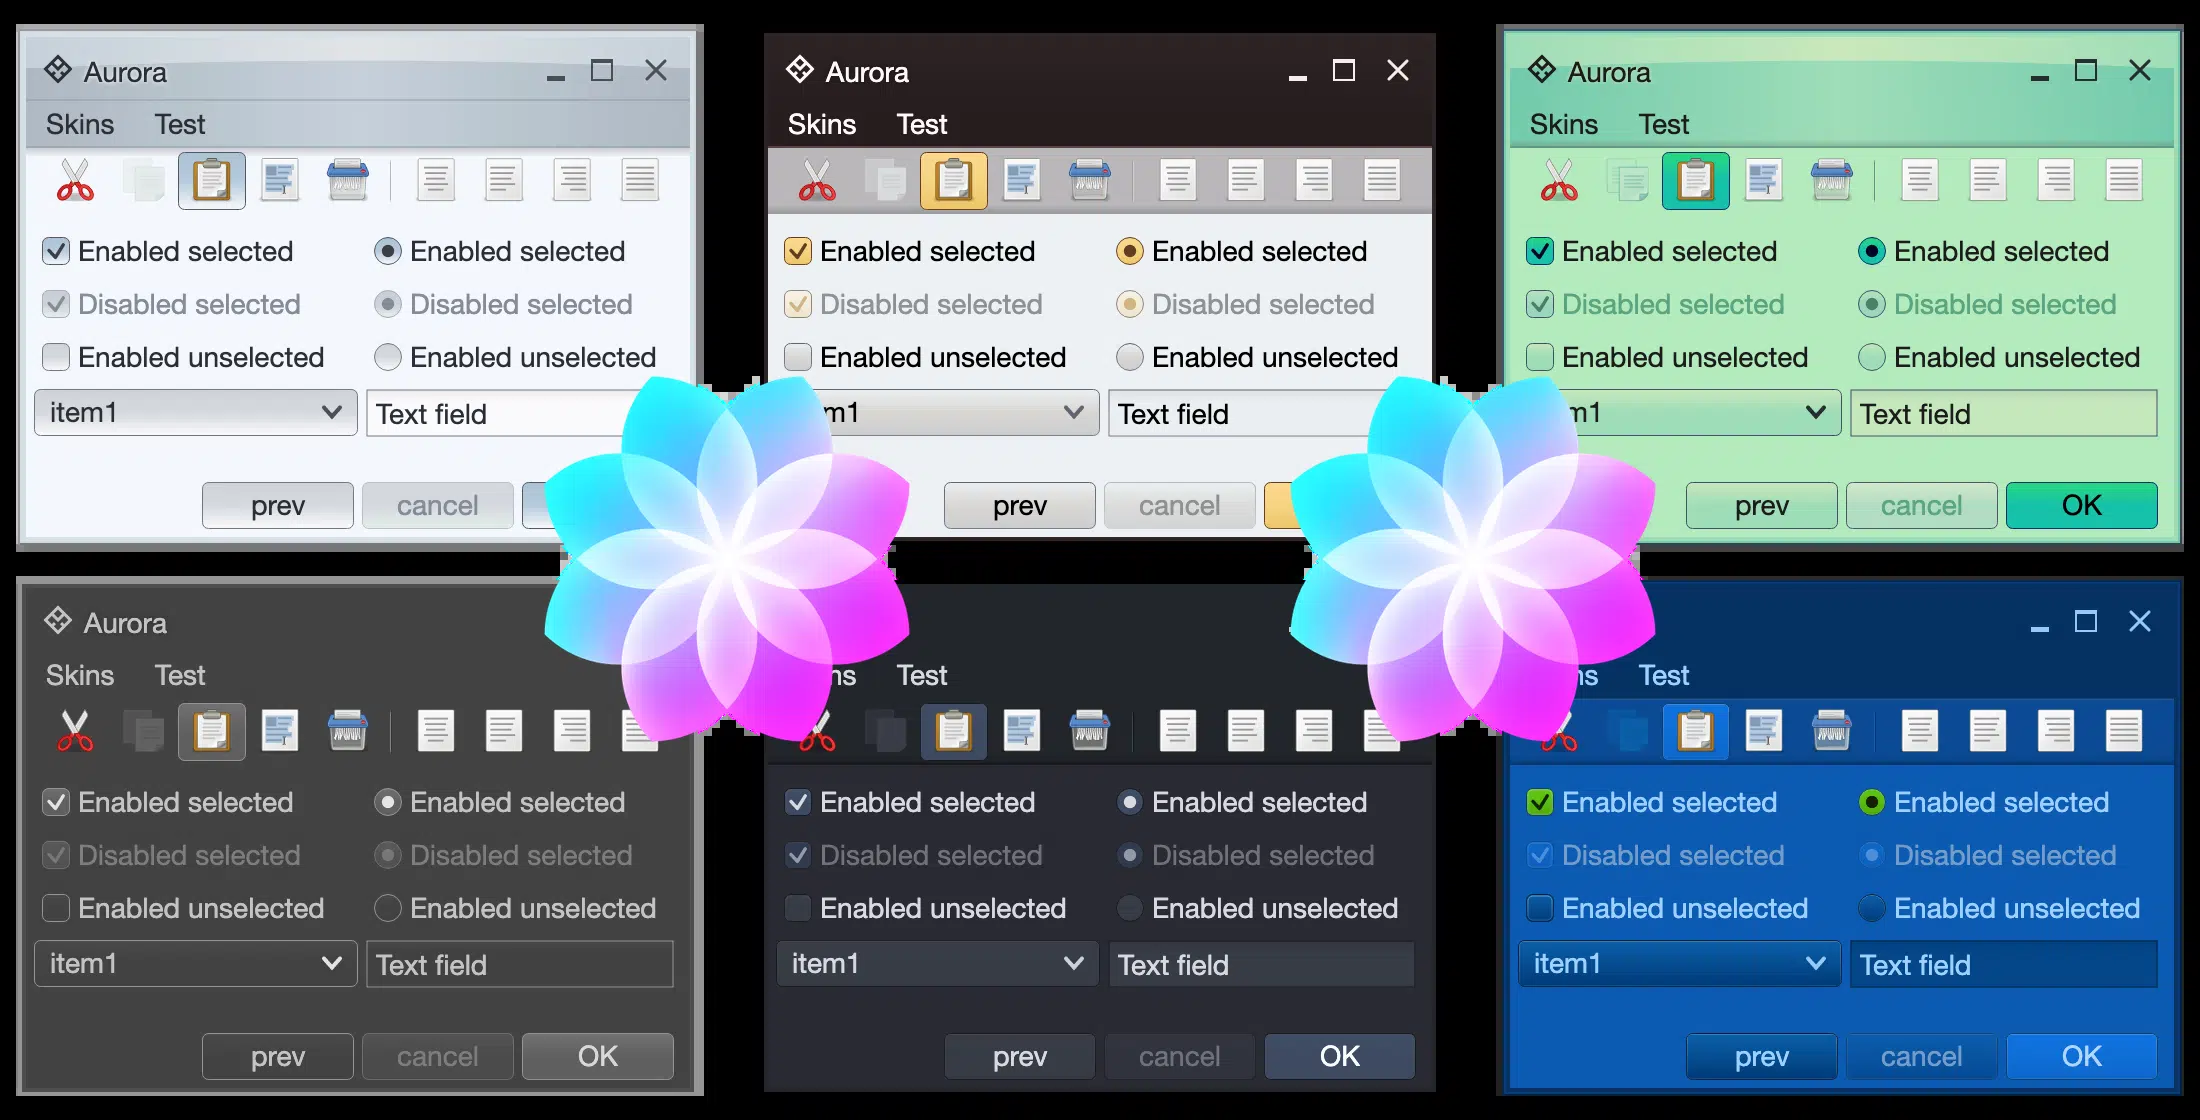 Aurora
Skins Test
Enabled selected Enabled selected
Disabled selected Disabled selected
Enabled unselected Enabled unselected
item1 Text field
prev cancel
Aurora
Skins Test
Enabled selected Enabled selected
Disabled selected Disabled selected
Enabled unselected Enabled unselected
m1 Text field
prev cancel
Aurora
Skins Test
Enabled selected Enabled selected
Disabled selected Disabled selected
Enabled unselected Enabled unselected
m1 Text field
prev cancel OK
Aurora
Skins Test
Enabled selected Enabled selected
Disabled selected Disabled selected
Enabled unselected Enabled unselected
item1 Text field
prev cancel OK
ns Test
Enabled selected Enabled selected
Disabled selected Disabled selected
Enabled unselected Enabled unselected
item1 Text field
prev cancel OK
ns Test
Enabled selected Enabled selected
Disabled selected Disabled selected
Enabled unselected Enabled unselected
item1 Text field
prev cancel OK